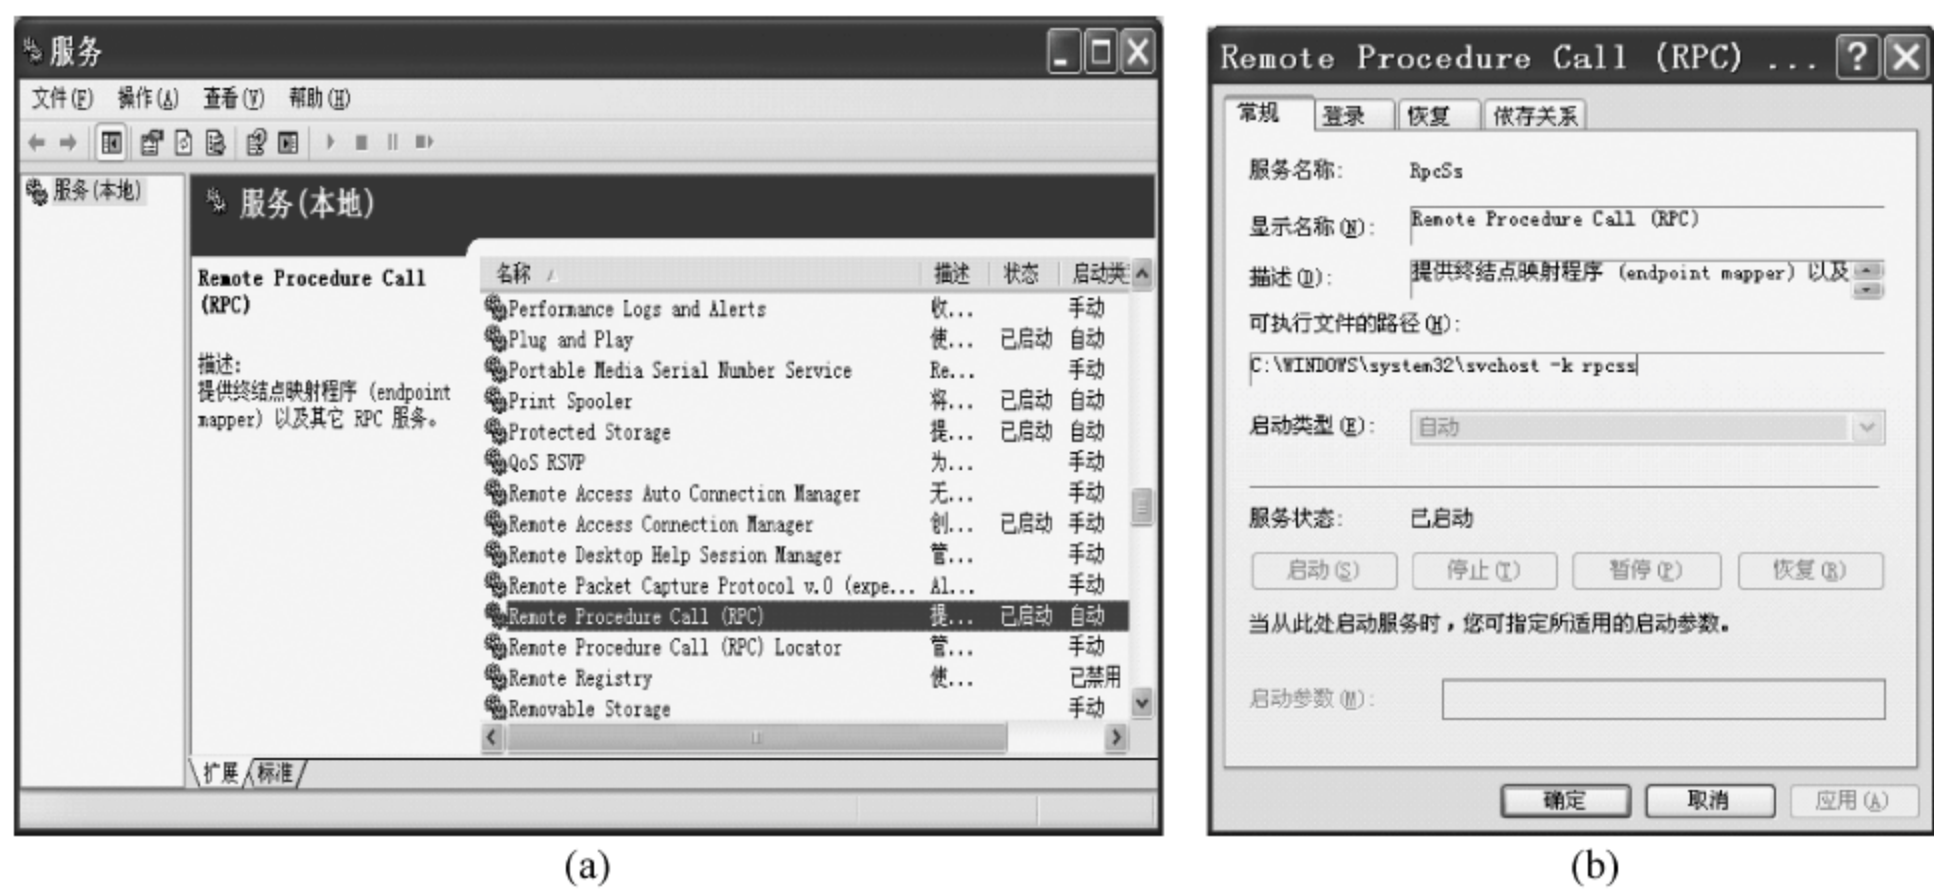 服务
文件(F) 操作(A) 查看(V) 帮助(H)
服务(本地)
服务(本地)
Remote Procedure Call
(RPC)
描述:
提供终结点映射程序 (endpoint
mapper) 以及其它 RPC 服务。
名称 描述 状态 启动类
Performance Logs and Alerts 收... 手动
Plug and Play 使... 已启动 自动
Portable Media Serial Number Service Re... 手动
Print Spooler 将... 已启动 自动
Protected Storage 提... 已启动 自动
QoS RSVP 为... 手动
Remote Access Auto Connection Manager 无... 手动
Remote Access Connection Manager 创... 已启动 手动
Remote Desktop Help Session Manager 管... 手动
Remote Packet Capture Protocol v.0 (expe... Al... 手动
Remote Procedure Call (RPC) 提... 已启动 自动
Remote Procedure Call (RPC) Locator 管... 手动
Remote Registry 使... 已禁用
Removable Storage 手动
扩展 标准
(a)
Remote Procedure Call (RPC) ...
常规 登录 恢复 依存关系
服务名称: RpcSs
显示名称(N): Remote Procedure Call (RPC)
描述(D): 提供终结点映射程序 (endpoint mapper) 以及
可执行文件的路径(H):
C:\WINDOWS\system32\svchost -k rpcss
启动类型(E): 自动
服务状态: 已启动
启动(S) 停止(T) 暂停(P) 恢复(R)
当从此处启动服务时，您可指定所适用的启动参数。
启动参数(M):
确定 取消 应用(A)
(b)